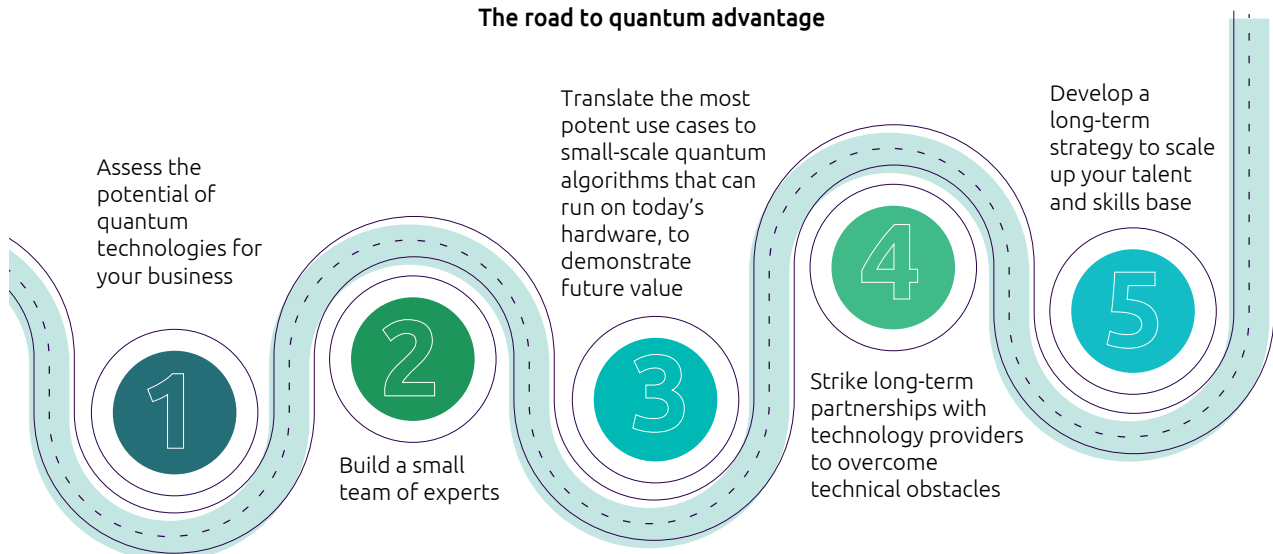 The road to quantum advantage
Assess the
potential of
quantum
technologies for
your business
1
2
Build a small
team of experts
Translate the most
potent use cases to
small-scale quantum
algorithms that can
run on today’s
hardware, to
demonstrate
future value
3
4
Strike long-term
partnerships with
technology providers
to overcome
technical obstacles
Develop a
long-term
strategy to scale
up your talent
and skills base
5